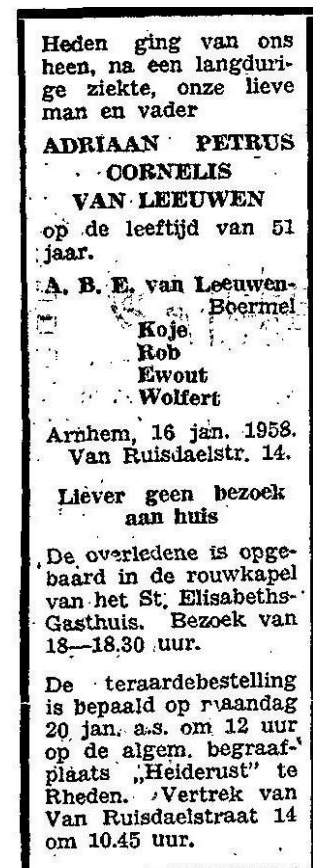 Heden ging van ons
heen, na een langduri-
ge ziekte, onze lieve
man en vader
ADRIAAN PETRUS
CORNELIS
VAN LEEUWEN
op de leeftijd van 51
jaar.
A. B. E. van Leeuwen-
Boermel
Koje
Rob
Ewout
Wolfert
Arnhem, 16 jan. 1958.
Van Ruisdaelstr. 14.
Liever geen bezoek
aan huis
De overledene is opge-
baard in de rouwkapel
van het St. Elisabeths-
Gasthuis. Bezoek van
18—18.30 uur.
De teraardebestelling
is bepaald op maandag
20 jan. a.s. om 12 uur
op de algem. begraaf-
plaats „Heiderust" te
Rheden. Vertrek van
Van Ruisdaelstraat 14
om 10.45 uur.